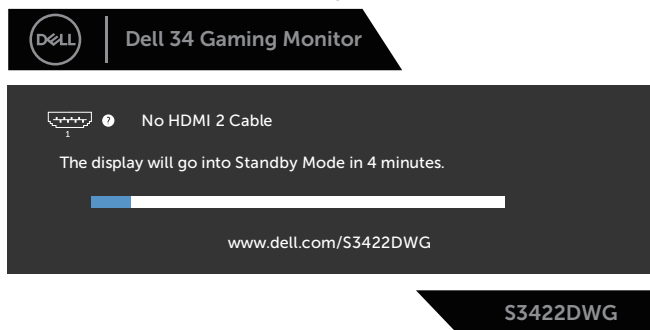 DELL
Dell 34 Gaming Monitor
? No HDMI 2 Cable
1
The display will go into Standby Mode in 4 minutes.
www.dell.com/S3422DWG
S3422DWG